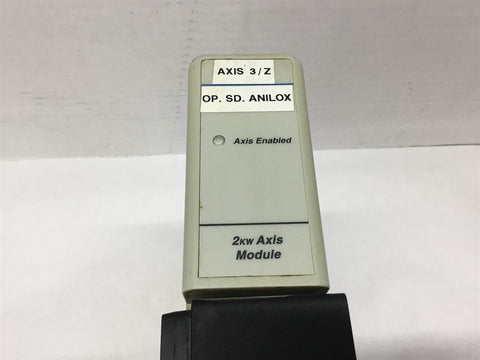 AXIS 3/Z
OP. SD. ANILOX
Axis Enabled
2KW Axis
Module